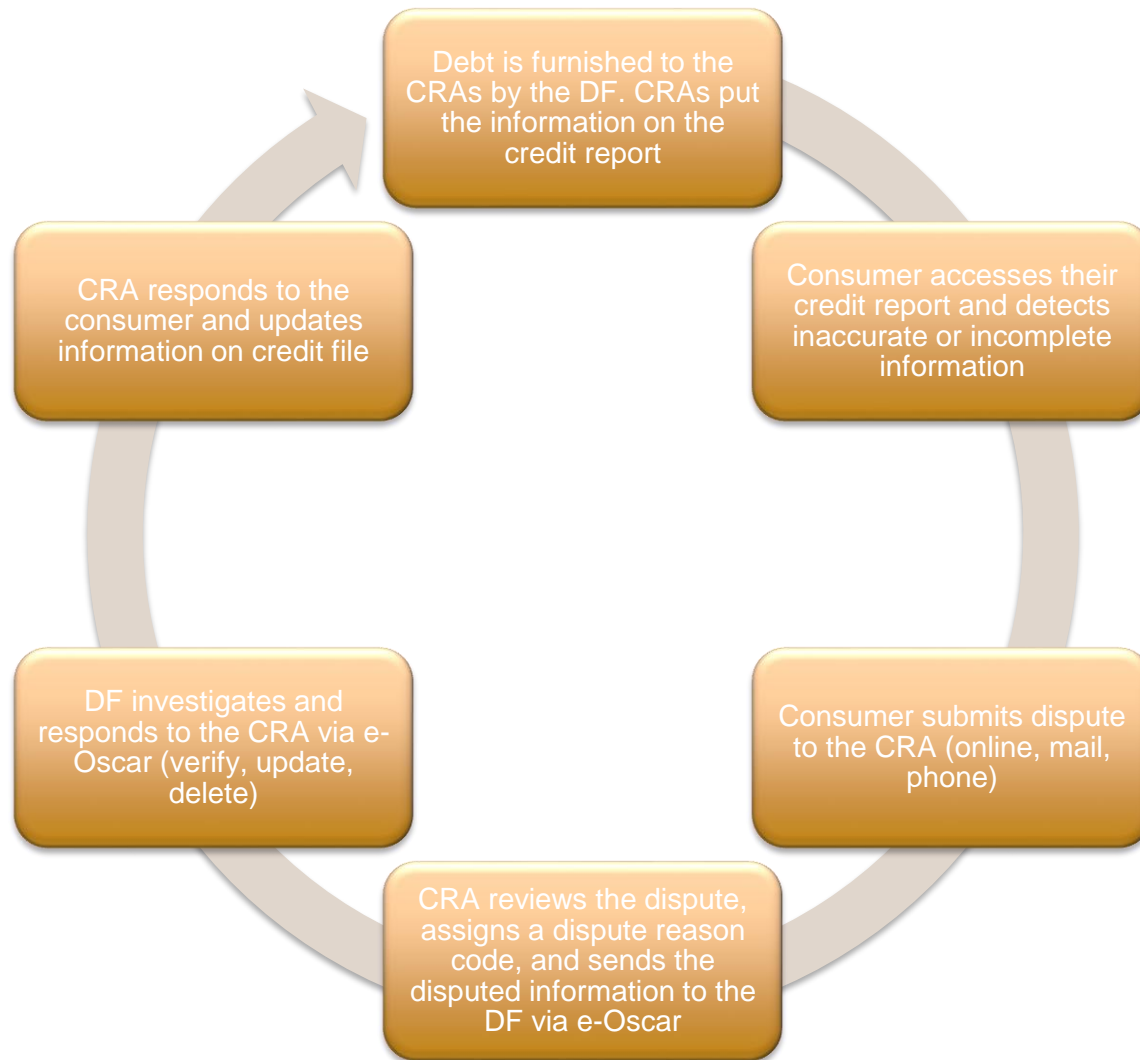 Debt is furnished to the
CRAs by the DF. CRAs put
the information on the
credit report
Consumer accesses their
credit report and detects
inaccurate or incomplete
information
Consumer submits dispute
to the CRA (online, mail,
phone)
CRA reviews the dispute,
assigns a dispute reason
code, and sends the
disputed information to the
DF via e-Oscar
DF investigates and
responds to the CRA via e-
Oscar (verify, update,
delete)
CRA responds to the
consumer and updates
information on credit file